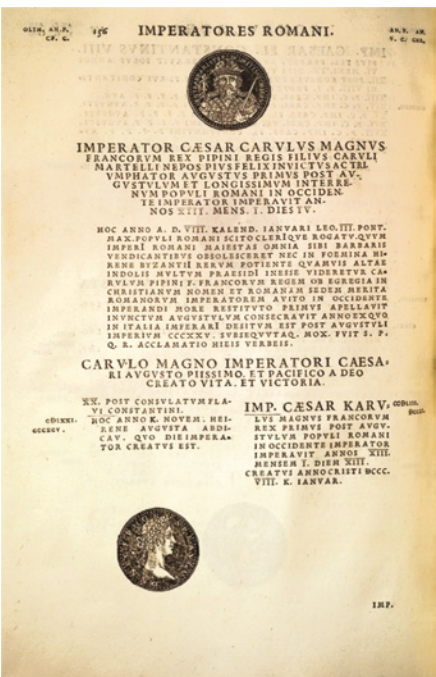 OLIM. AN. P.
CP. C.
156
IMPERATORES ROMANI.
V. C.
IMPERATOR CÆSAR CARVLVS MAGNVS
FRANCORVM REX PIPINI REGIS FILIVS CARVLI
MARTELLI NEPOS PIVS FELIX INVICTVS AC TRI
VMPHATOR AVGVSTVS PRIMVS POST AV-
GVSTVLVM ET LONGISSIMVM INTERRE-
NVM POPVLI ROMANI IN OCCIDEN-
TE IMPERATOR IMPERAVIT AN-
NOS XIII. MENS. I. DIES IV.
HOC ANNO A. D. VIII. KALEND. IANVARI LEO. III. PONT.
MAX. POPVLI ROMANI SCITO CLERIQVE ROGATV. QVVM
IMPERI ROMANI MAIESTAS OMNIA SIBI BARBARIS
VENDICANTIBVS OBSOLESCERET NEC IN FOEMINA HI-
RENE BYZANTII RERVM POTIENTE QVAMVIS ALTAE
INDOLIS MVLTVM PRAESIDI INESSE VIDERETVR CA-
RVLVM PIPINI F. FRANCORVM REGEM OB EGREGIA IN
CHRISTIANVM NOMEN ET ROMANAM SEDEM MERITA
ROMANORVM IMPERATOREM AVITO IN OCCIDENTE
IMPERANDI MORE RESTITVTO PRIMVS APELLAVIT
INVNCTVM AVGVSTVLVM CONSECRAVIT ANNO EX QVO
IN ITALIA IMPERARI DESITVM EST POST AVGVSTVLI
IMPERIVM CCCXXV. SVBSEQVVTAQ. MOX. FVIT S. P.
Q. R. ACCLAMATIO HIEIS VERBEIS.
CARVLO MAGNO IMPERATORI CAESA-
RI AVGVSTO PIISSIMO. ET PACIFICO A DEO
CREATO VITA. ET VICTORIA.
XX. POST CONSVLATVM FLA-
VI CONSTANTINI.
HOC ANNO K. NOVEM. HEI-
RENE AVGVSTA ABDI-
CAV. QVO DIE IMPERA-
TOR CREATVS EST.
IMP. CÆSAR KARV-
LVS MAGNVS FRANCORVM
REX PRIMVS POST AVGV-
STVLVM POPVLI ROMANI
IN OCCIDENTE IMPERATOR
IMPERAVIT ANNOS XIII.
MENSEM I. DIEM XIII.
CREATVS ANNO CRISTI DCCC.
VIII. K. IANVAR.
IMP.